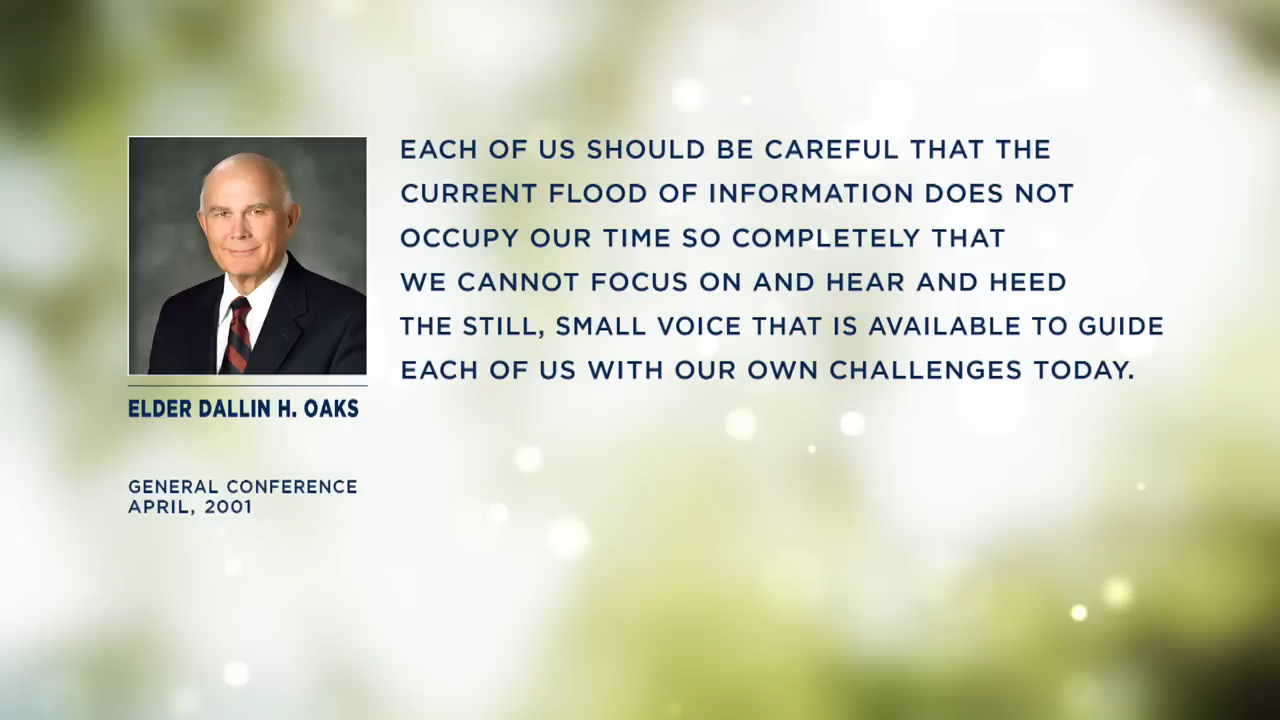 EACH OF US SHOULD BE CAREFUL THAT THE
CURRENT FLOOD OF INFORMATION DOES NOT
OCCUPY OUR TIME SO COMPLETELY THAT
WE CANNOT FOCUS ON AND HEAR AND HEED
THE STILL, SMALL VOICE THAT IS AVAILABLE TO GUIDE
EACH OF US WITH OUR OWN CHALLENGES TODAY.
ELDER DALLIN H. OAKS
GENERAL CONFERENCE
APRIL, 2001